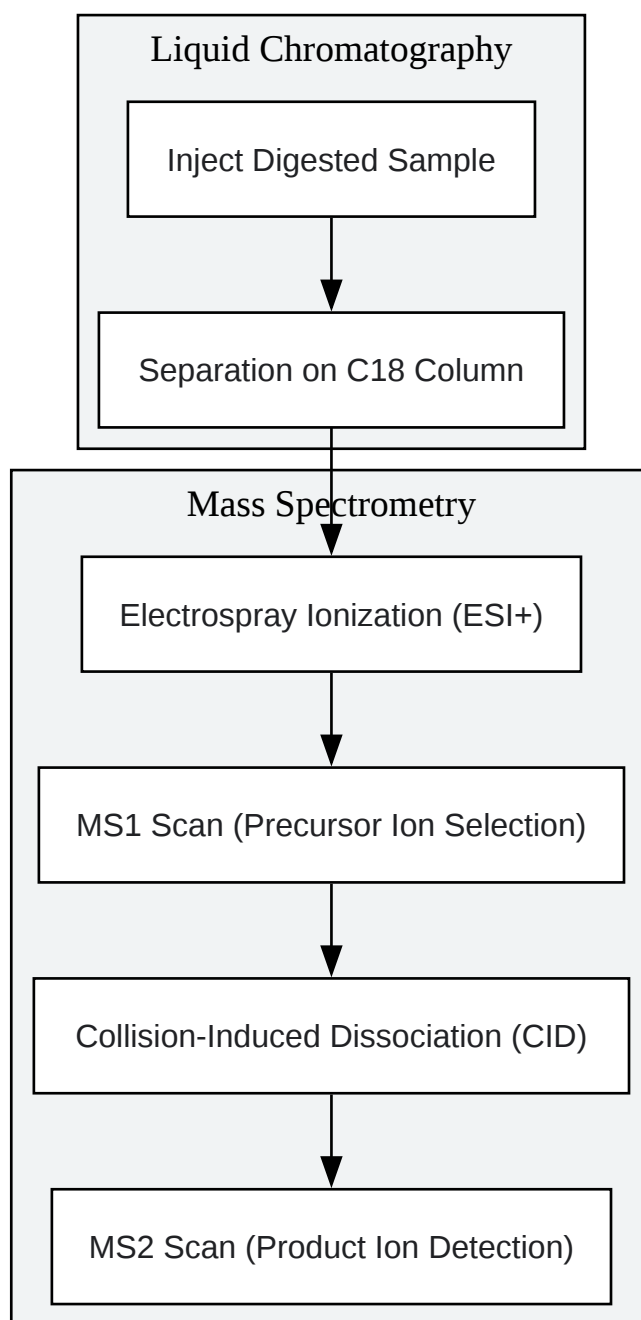 Liquid Chromatography
Inject Digested Sample
Separation on C18 Column
Mass Spectrometry
Electrospray Ionization (ESI+)
MS1 Scan (Precursor Ion Selection)
Collision-Induced Dissociation (CID)
MS2 Scan (Product Ion Detection)